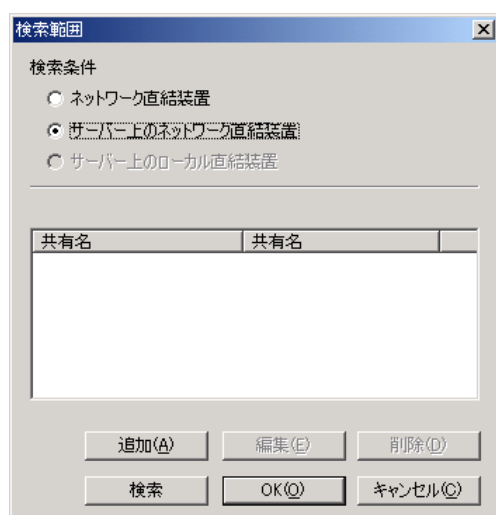 検索範囲
検索条件
ネットワーク直結装置
サーバー上のネットワーク直結装置
サーバー上のローカル直結装置
共有名 共有名
追加(A) 編集(E) 削除(D)
検索 OK(O) キャンセル(C)